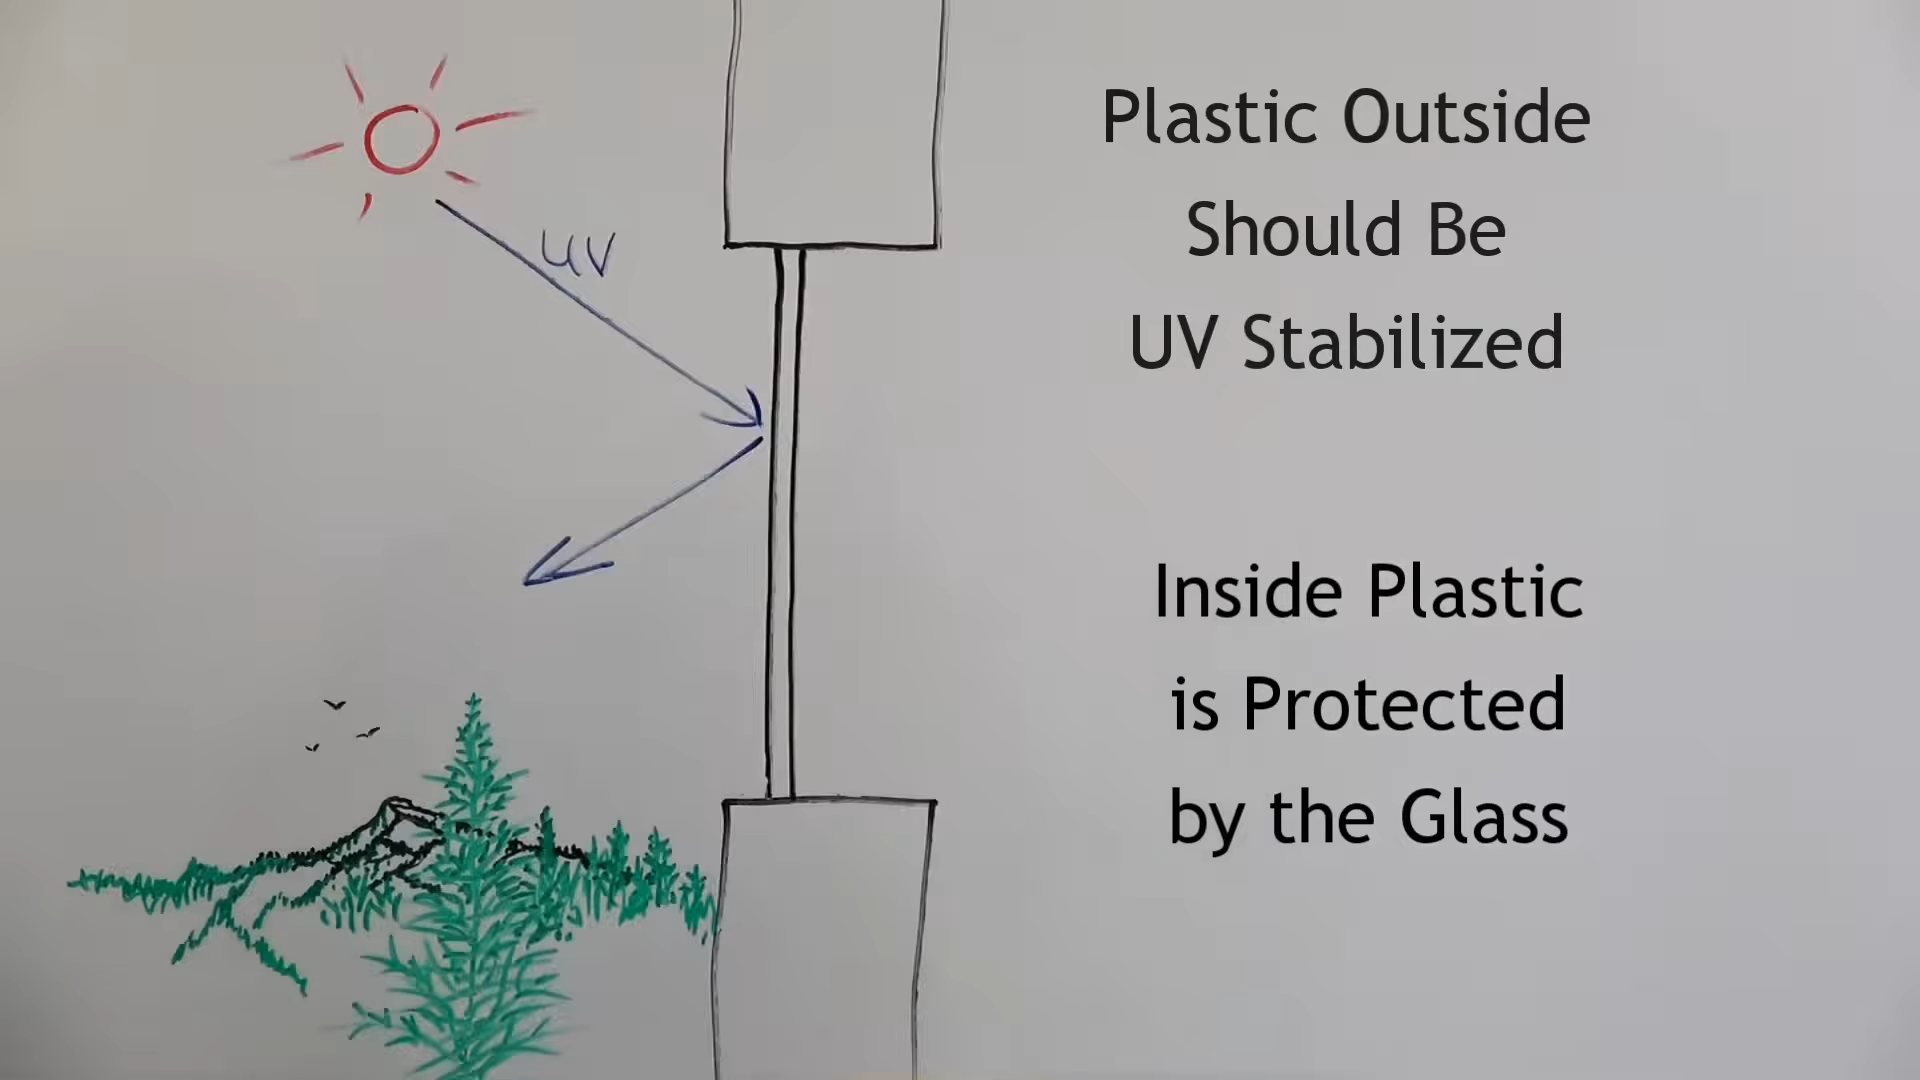 UV
Plastic Outside
Should Be
UV Stabilized
Inside Plastic
is Protected
by the Glass